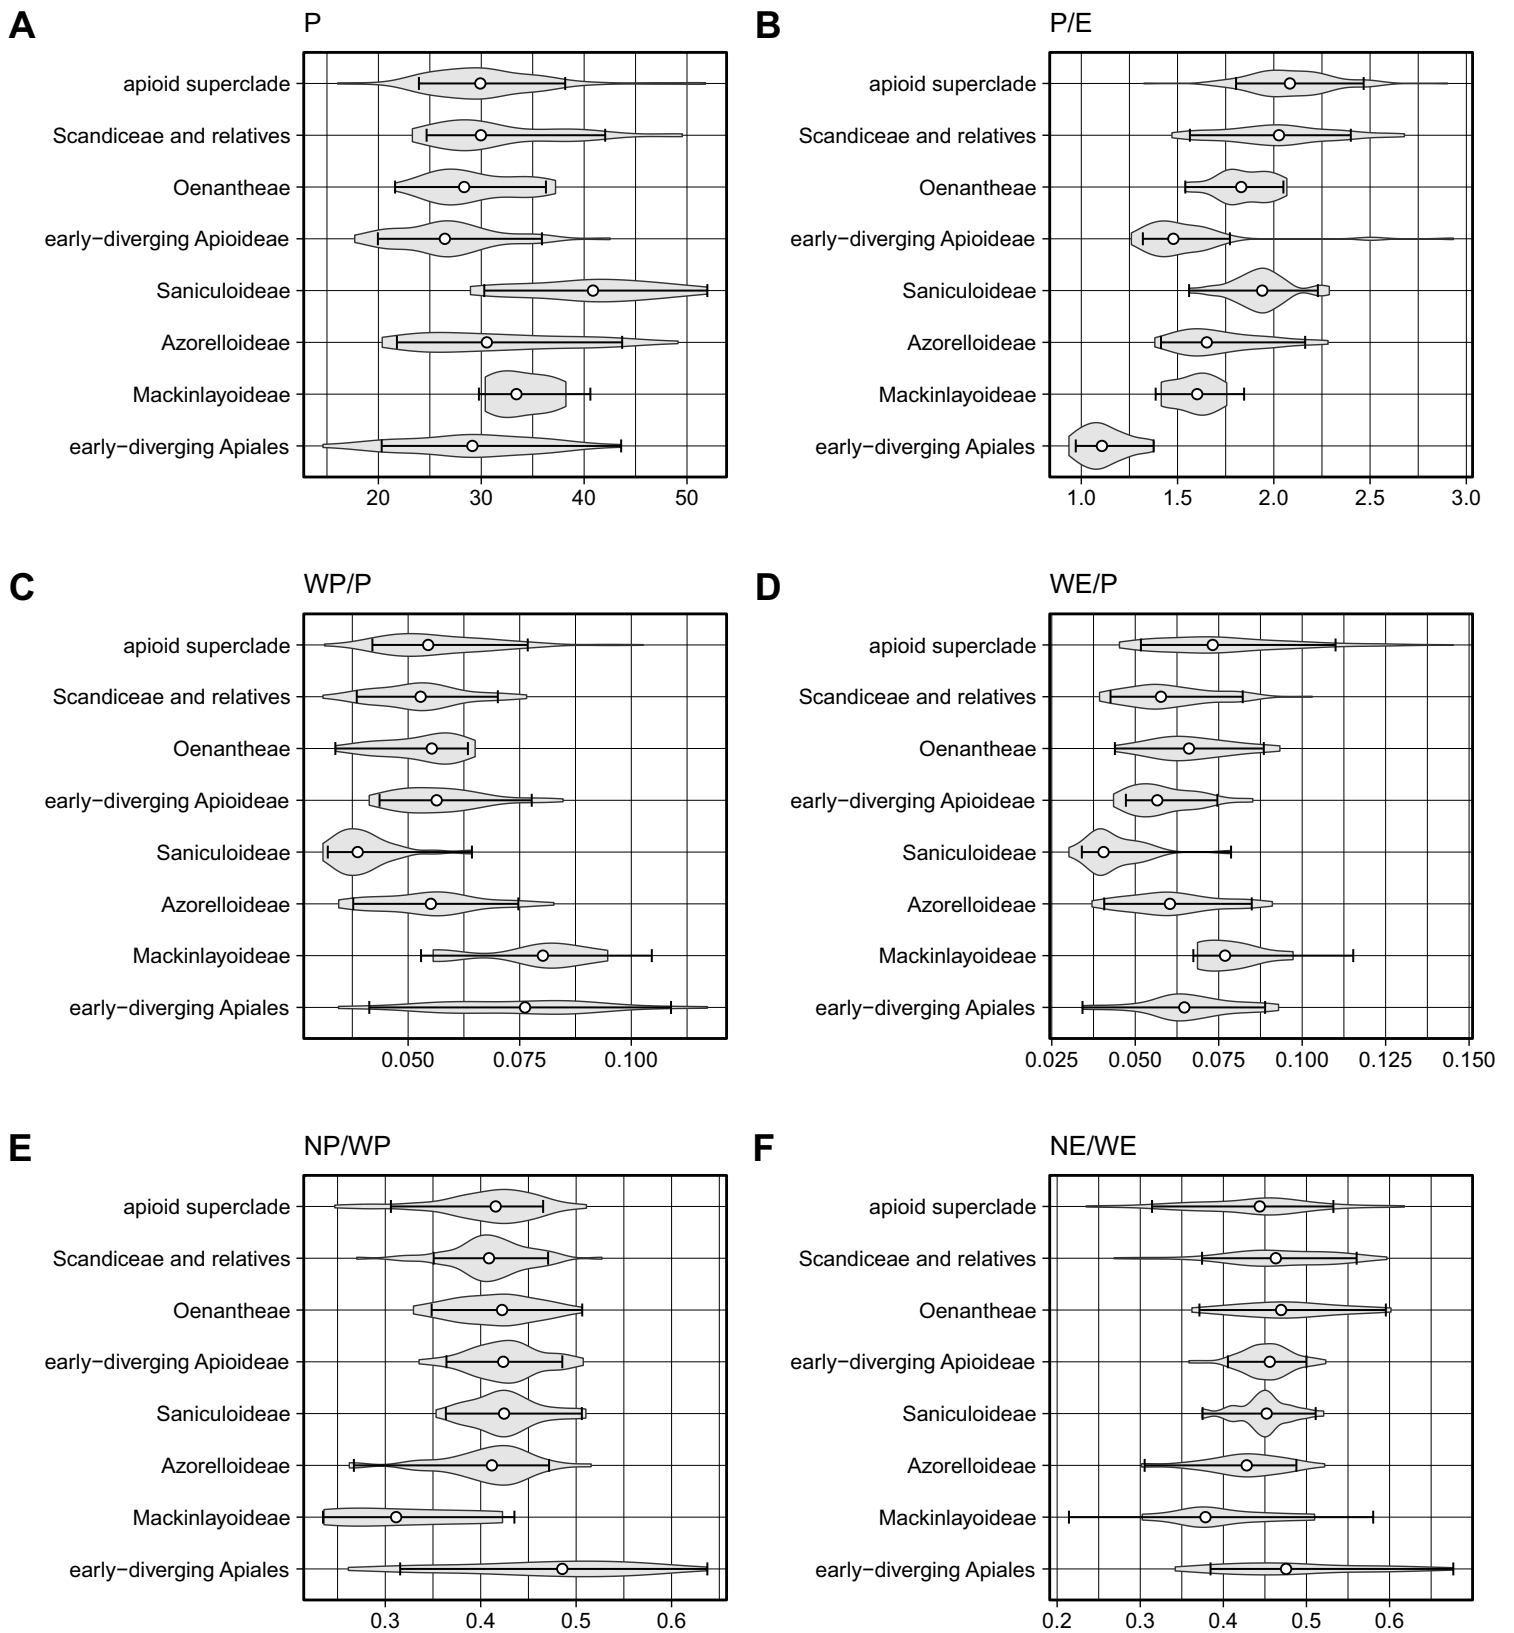 A P
apioid superclade
Scandiceae and relatives
Oenantheae
early−diverging Apioideae
Saniculoideae
Azorelloideae
Mackinlayoideae
early−diverging Apiales
20 30 40 50
B P/E
apioid superclade
Scandiceae and relatives
Oenantheae
early−diverging Apioideae
Saniculoideae
Azorelloideae
Mackinlayoideae
early−diverging Apiales
1.0 1.5 2.0 2.5 3.0
C WP/P
apioid superclade
Scandiceae and relatives
Oenantheae
early−diverging Apioideae
Saniculoideae
Azorelloideae
Mackinlayoideae
early−diverging Apiales
0.050 0.075 0.100
D WE/P
apioid superclade
Scandiceae and relatives
Oenantheae
early−diverging Apioideae
Saniculoideae
Azorelloideae
Mackinlayoideae
early−diverging Apiales
0.025 0.050 0.075 0.100 0.125 0.150
E NP/WP
apioid superclade
Scandiceae and relatives
Oenantheae
early−diverging Apioideae
Saniculoideae
Azorelloideae
Mackinlayoideae
early−diverging Apiales
0.3 0.4 0.5 0.6
F NE/WE
apioid superclade
Scandiceae and relatives
Oenantheae
early−diverging Apioideae
Saniculoideae
Azorelloideae
Mackinlayoideae
early−diverging Apiales
0.2 0.3 0.4 0.5 0.6